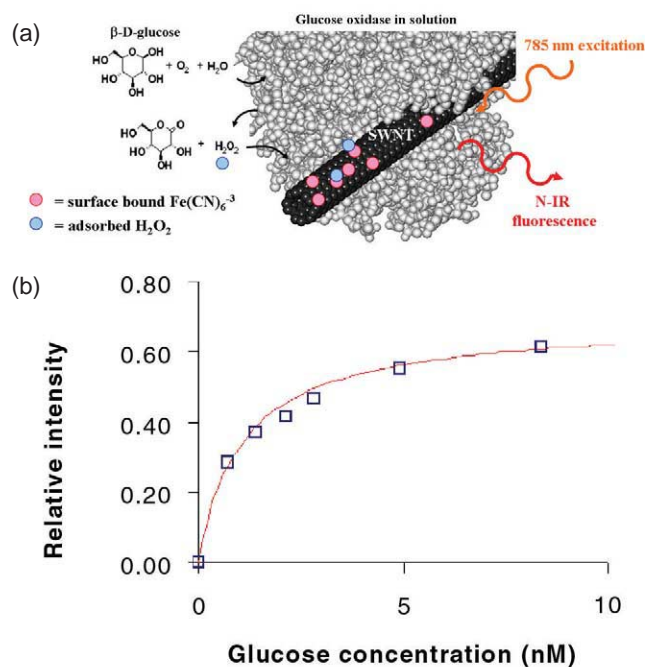 (a)
Glucose oxidase in solution
β-D-glucose
785 nm excitation
HO
HO
OH
OH
OH
+ O₂ + H₂O
SWNT
HO
HO
OH
OH
O
+ H₂O₂
N-IR
fluorescence
= surface bound Fe(CN)₆⁻³
= adsorbed H₂O₂
(b)
0.80
0.60
0.40
0.20
0.00
Relative intensity
0
5
10
Glucose concentration (nM)